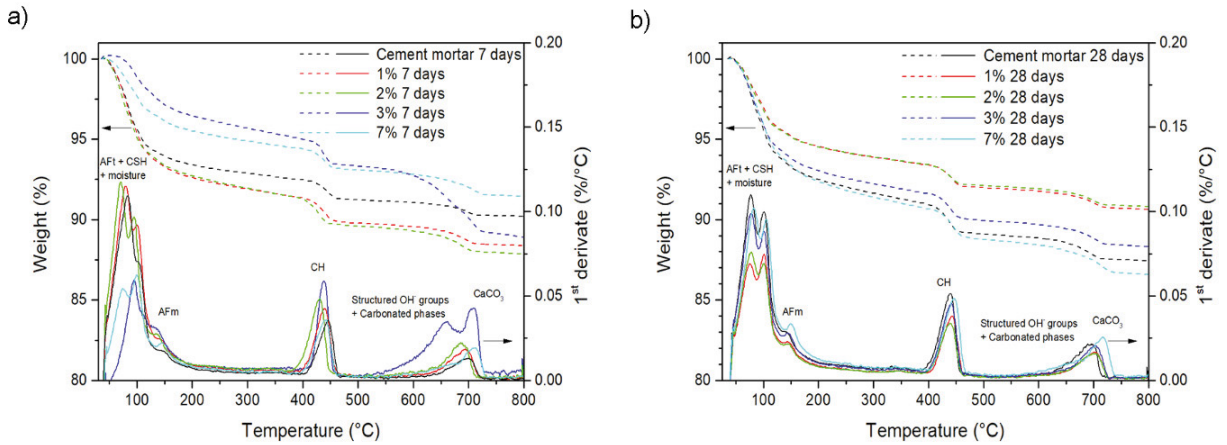 a)
Cement mortar 7 days
1% 7 days
2% 7 days
3% 7 days
7% 7 days
AFt + CSH
+ moisture
AFm
CH
Structured OH⁻ groups
+ Carbonated phases
CaCO₃
100
95
90
85
80
Weight (%)
0.20
0.15
0.10
0.05
0.00
1ˢᵗ derivate (%/°C)
100 200 300 400 500 600 700 800
Temperature (°C)
b)
Cement mortar 28 days
1% 28 days
2% 28 days
3% 28 days
7% 28 days
AFt + CSH
+ moisture
AFm
CH
Structured OH⁻ groups
+ Carbonated phases
CaCO₃
100
95
90
85
80
Weight (%)
0.20
0.15
0.10
0.05
0.00
1ˢᵗ derivate (%/°C)
100 200 300 400 500 600 700 800
Temperature (°C)